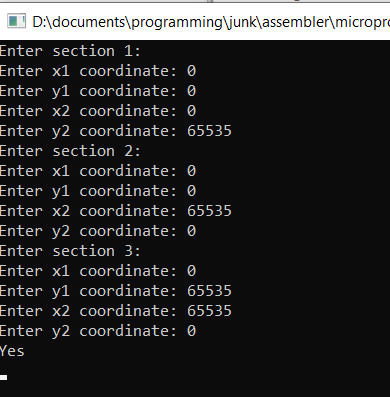 D:\documents\programming\junk\assembler\micropro
Enter section 1:
Enter x1 coordinate: 0
Enter y1 coordinate: 0
Enter x2 coordinate: 0
Enter y2 coordinate: 65535
Enter section 2:
Enter x1 coordinate: 0
Enter y1 coordinate: 0
Enter x2 coordinate: 65535
Enter y2 coordinate: 0
Enter section 3:
Enter x1 coordinate: 0
Enter y1 coordinate: 65535
Enter x2 coordinate: 65535
Enter y2 coordinate: 0
Yes